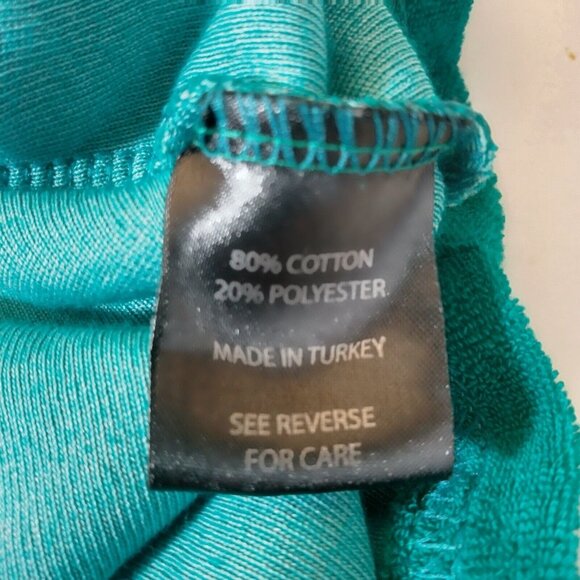 80% COTTON
20% POLYESTER
MADE IN TURKEY
SEE REVERSE
FOR CARE